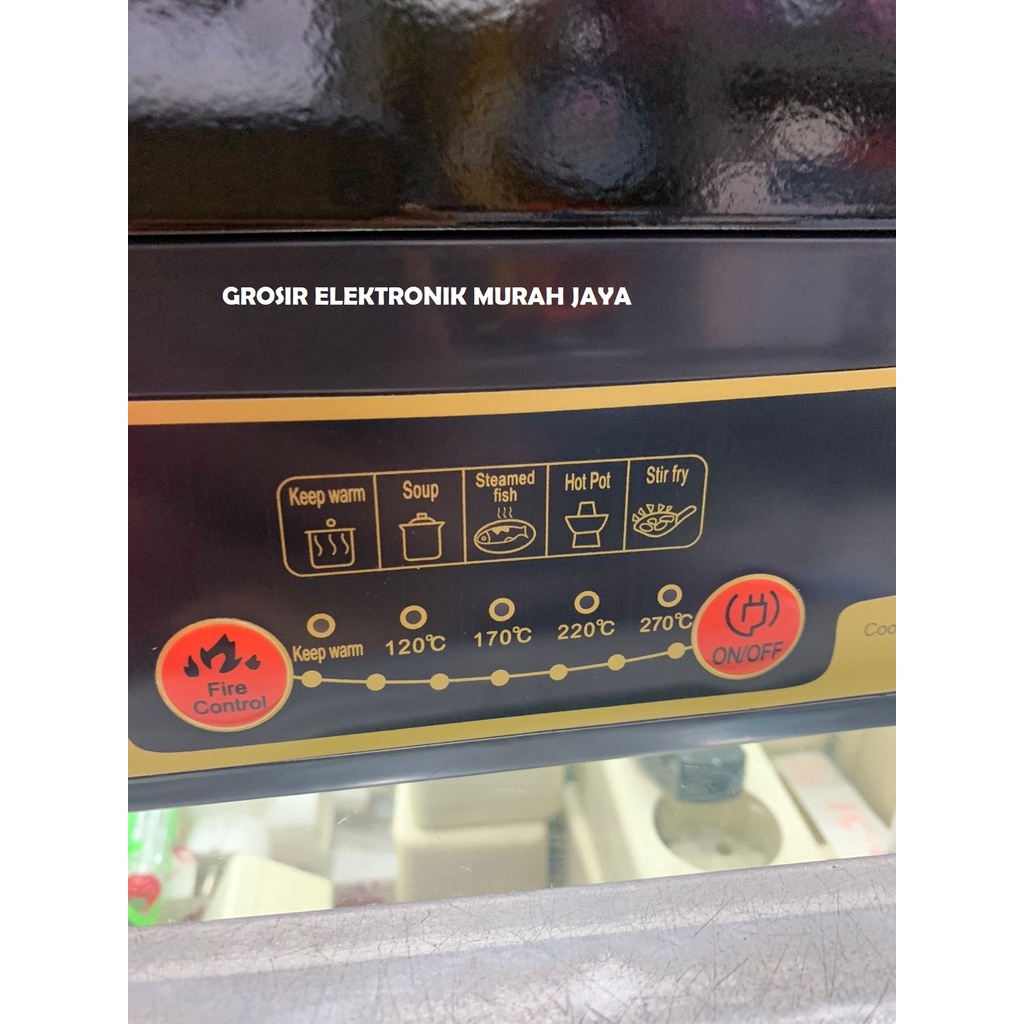 GROSIR ELEKTRONIK MURAH JAYA
Keep warm
Soup
Steamed
fish
Hot Pot
Stir fry
Keep warm
120℃
170℃
220℃
270℃
Fire
Control
ON/OFF